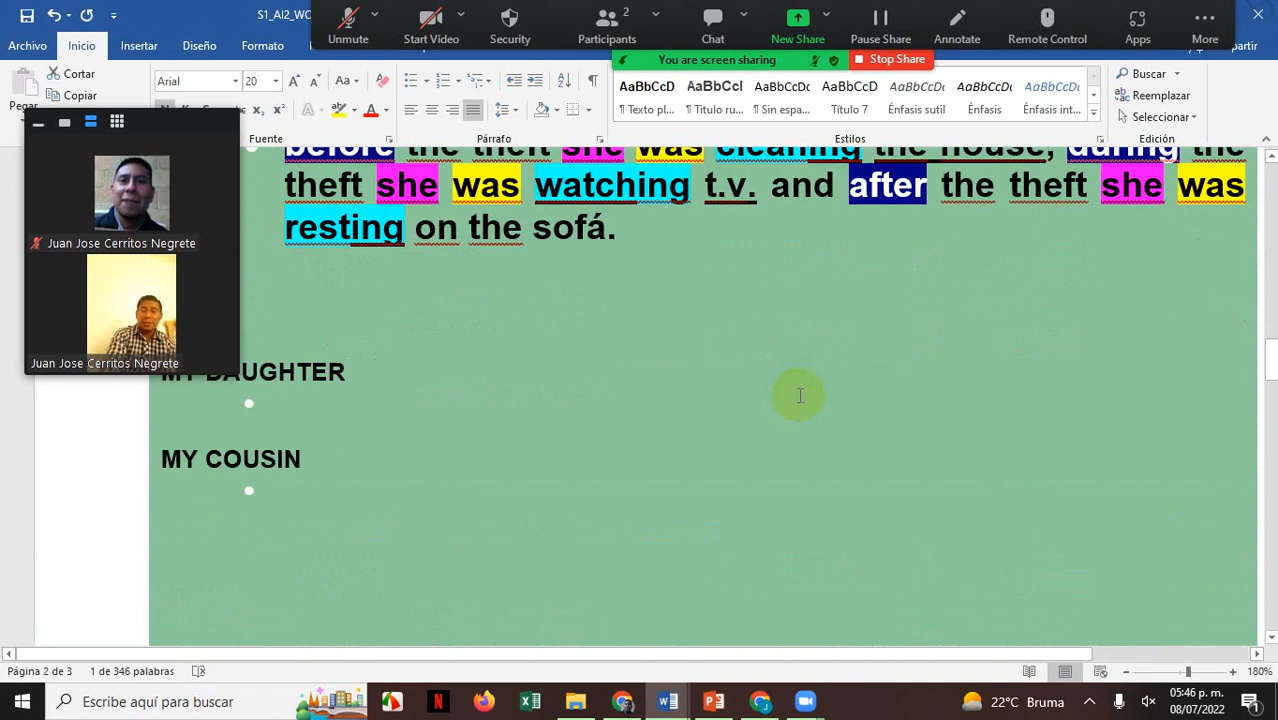 S1_AI2_WO
Unmute
Start Video
Security
2
Participants
Chat
New Share
Pause Share
Annotate
Remote Control
Apps
More
Archivo
Inicio
Insertar
Diseño
Formato
You are screen sharing
Stop Share
partir
Cortar
Copiar
Pegar
Arial
20
Aa
AaBbCcD
¶ Texto pl...
AaBbCcI
¶ Título ru...
AaBbCcDc
¶ Sin espa...
AaBbCcD
¶ Título 7
AaBbCcDc
Énfasis sutil
AaBbCcDc
Énfasis
AaBbCcDc
Énfasis int...
Buscar
Reemplazar
Seleccionar
Fuente
Párrafo
Estilos
Edición
Juan Jose Cerritos Negrete
Juan Jose Cerritos Negrete
before the theft she was cleaning the house, during the
theft she was watching t.v. and after the theft she was
resting on the sofá.
MY DAUGHTER
MY COUSIN
Página 2 de 3
1 de 346 palabras
180%
Escribe aquí para buscar
22°C Bruma
05:46 p. m.
08/07/2022
1